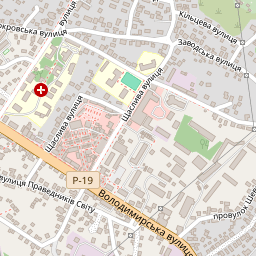 Кільцева вулиця
окровська вулиця
Заводська вулиця
Щаслива вулиця
Щаслива вулиця
Р-19
Володимирська вулиця
вулиця Праведників Світу
провулок Шев